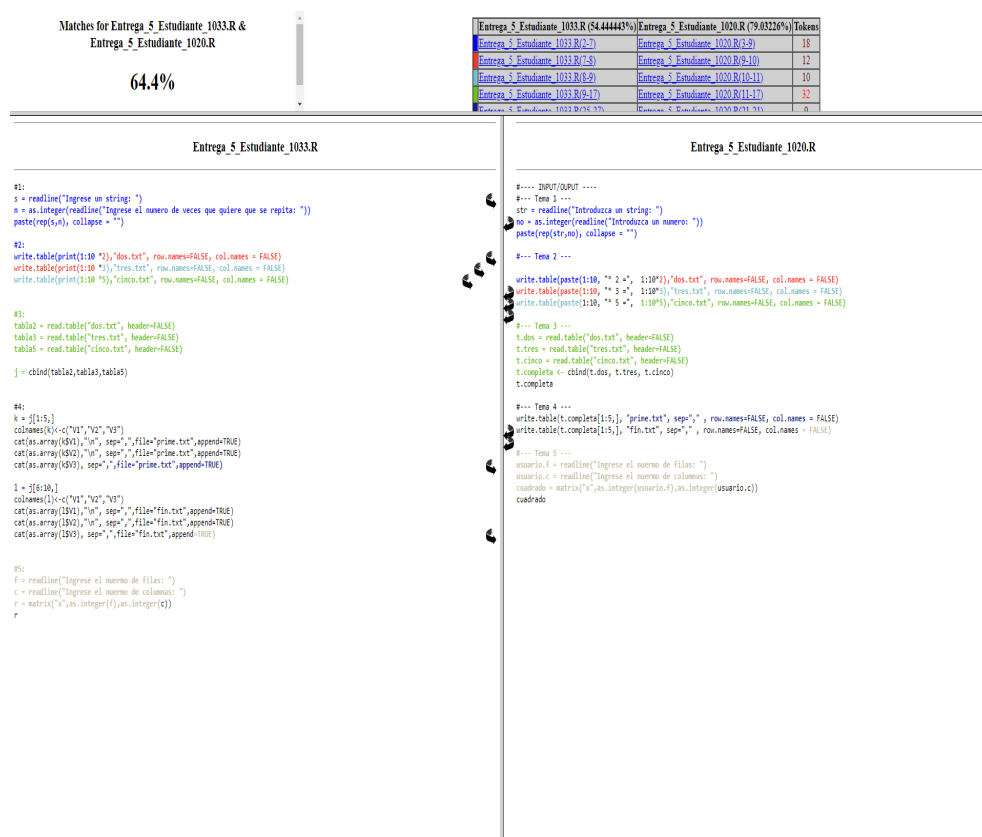 Matches for Entrega_5_Estudiante_1033.R &
Entrega_5_Estudiante_1020.R
64.4%
Entrega_5_Estudiante_1033.R (54.444443%) Entrega_5_Estudiante_1020.R (79.03226%) Tokens
Entrega_5_Estudiante_1033.R(2-7) Entrega_5_Estudiante_1020.R(3-9) 18
Entrega_5_Estudiante_1033.R(7-8) Entrega_5_Estudiante_1020.R(9-10) 12
Entrega_5_Estudiante_1033.R(8-9) Entrega_5_Estudiante_1020.R(10-11) 10
Entrega_5_Estudiante_1033.R(9-17) Entrega_5_Estudiante_1020.R(11-17) 32
Entrega_5_Estudiante_1033.R(25-27) Entrega_5_Estudiante_1020.R(21-21) 9
Entrega_5_Estudiante_1033.R
#1:
s = readline("Ingrese un string: ")
n = as.integer(readline("Ingrese el numero de veces que quiere que se repita: "))
paste(rep(s,n), collapse = "")
#2:
write.table(print(1:10 *2),"dos.txt", row.names=FALSE, col.names = FALSE)
write.table(print(1:10 *3),"tres.txt", row.names=FALSE, col.names = FALSE)
write.table(print(1:10 *5),"cinco.txt", row.names=FALSE, col.names = FALSE)
#3:
tabla2 = read.table("dos.txt", header=FALSE)
tabla3 = read.table("tres.txt", header=FALSE)
tabla5 = read.table("cinco.txt", header=FALSE)
j = cbind(tabla2,tabla3,tabla5)
#4:
k = j[1:5,]
colnames(k)<-c("V1","V2","V3")
cat(as.array(k$V1),"\n", sep=",",file="prime.txt",append=TRUE)
cat(as.array(k$V2),"\n", sep=",",file="prime.txt",append=TRUE)
cat(as.array(k$V3), sep=",",file="prime.txt",append=TRUE)
l = j[6:10,]
colnames(l)<-c("V1","V2","V3")
cat(as.array(l$V1),"\n", sep=",",file="fin.txt",append=TRUE)
cat(as.array(l$V2),"\n", sep=",",file="fin.txt",append=TRUE)
cat(as.array(l$V3), sep=",",file="fin.txt",append=TRUE)
#5:
f = readline("Ingrese el nuermo de filas: ")
c = readline("Ingrese el nuermo de columnas: ")
r = matrix("x",as.integer(f),as.integer(c))
r
Entrega_5_Estudiante_1020.R
#---- INPUT/OUPUT ----
#--- Tema 1 ---
str = readline("Introduzca un string: ")
no = as.integer(readline("Introduzca un numero: "))
paste(rep(str,no), collapse = "")
#--- Tema 2 ---
write.table(paste(1:10, "* 2 =",  1:10*2),"dos.txt", row.names=FALSE, col.names = FALSE)
write.table(paste(1:10, "* 3 =",  1:10*3),"tres.txt", row.names=FALSE, col.names = FALSE)
write.table(paste(1:10, "* 5 =",  1:10*5),"cinco.txt", row.names=FALSE, col.names = FALSE)
#--- Tema 3 ---
t.dos = read.table("dos.txt", header=FALSE)
t.tres = read.table("tres.txt", header=FALSE)
t.cinco = read.table("cinco.txt", header=FALSE)
t.completa <- cbind(t.dos, t.tres, t.cinco)
t.completa
#--- Tema 4 ---
write.table(t.completa[1:5,], "prime.txt", sep="," , row.names=FALSE, col.names = FALSE)
write.table(t.completa[1:5,], "fin.txt", sep="," , row.names=FALSE, col.names = FALSE)
#--- Tema 5 ---
usuario.f = readline("Ingrese el nuermo de filas: ")
usuario.c = readline("Ingrese el nuermo de columnas: ")
cuadrado = matrix("x",as.integer(usuario.f),as.integer(usuario.c))
cuadrado